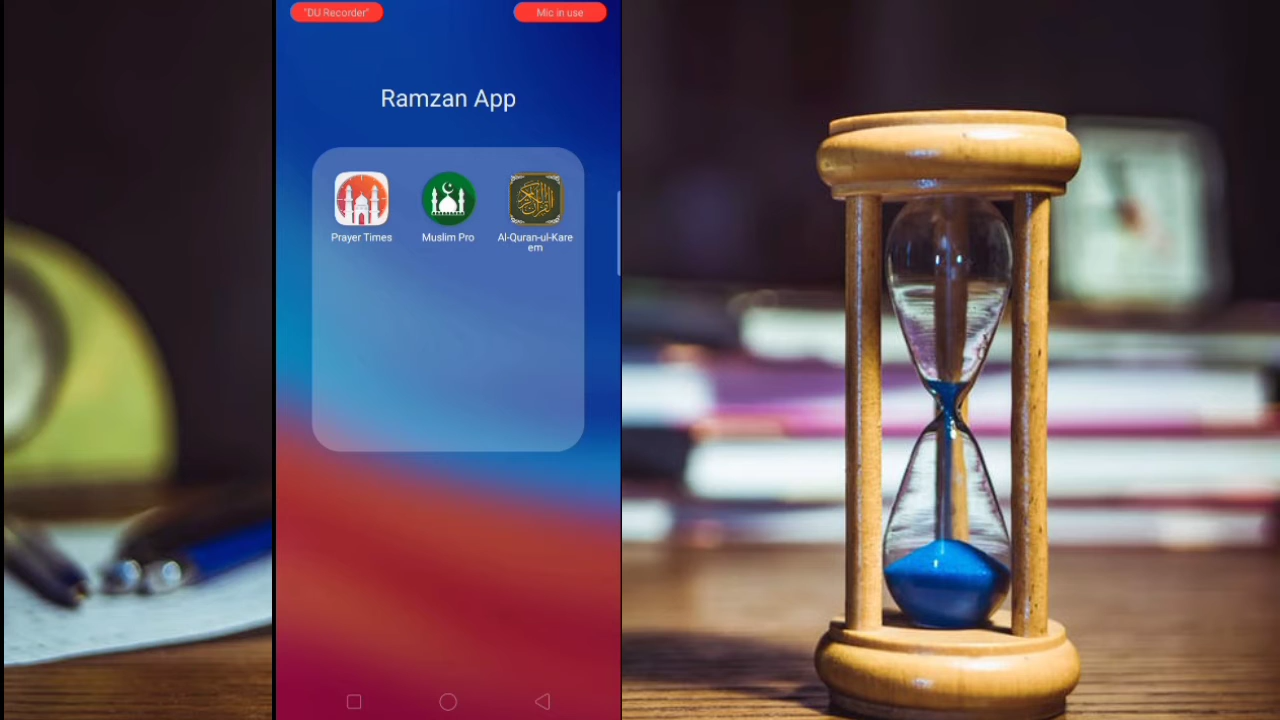 "DU Recorder"
Mic in use
Ramzan App
Prayer Times
Muslim Pro
Al-Quran-ul-Kare
em